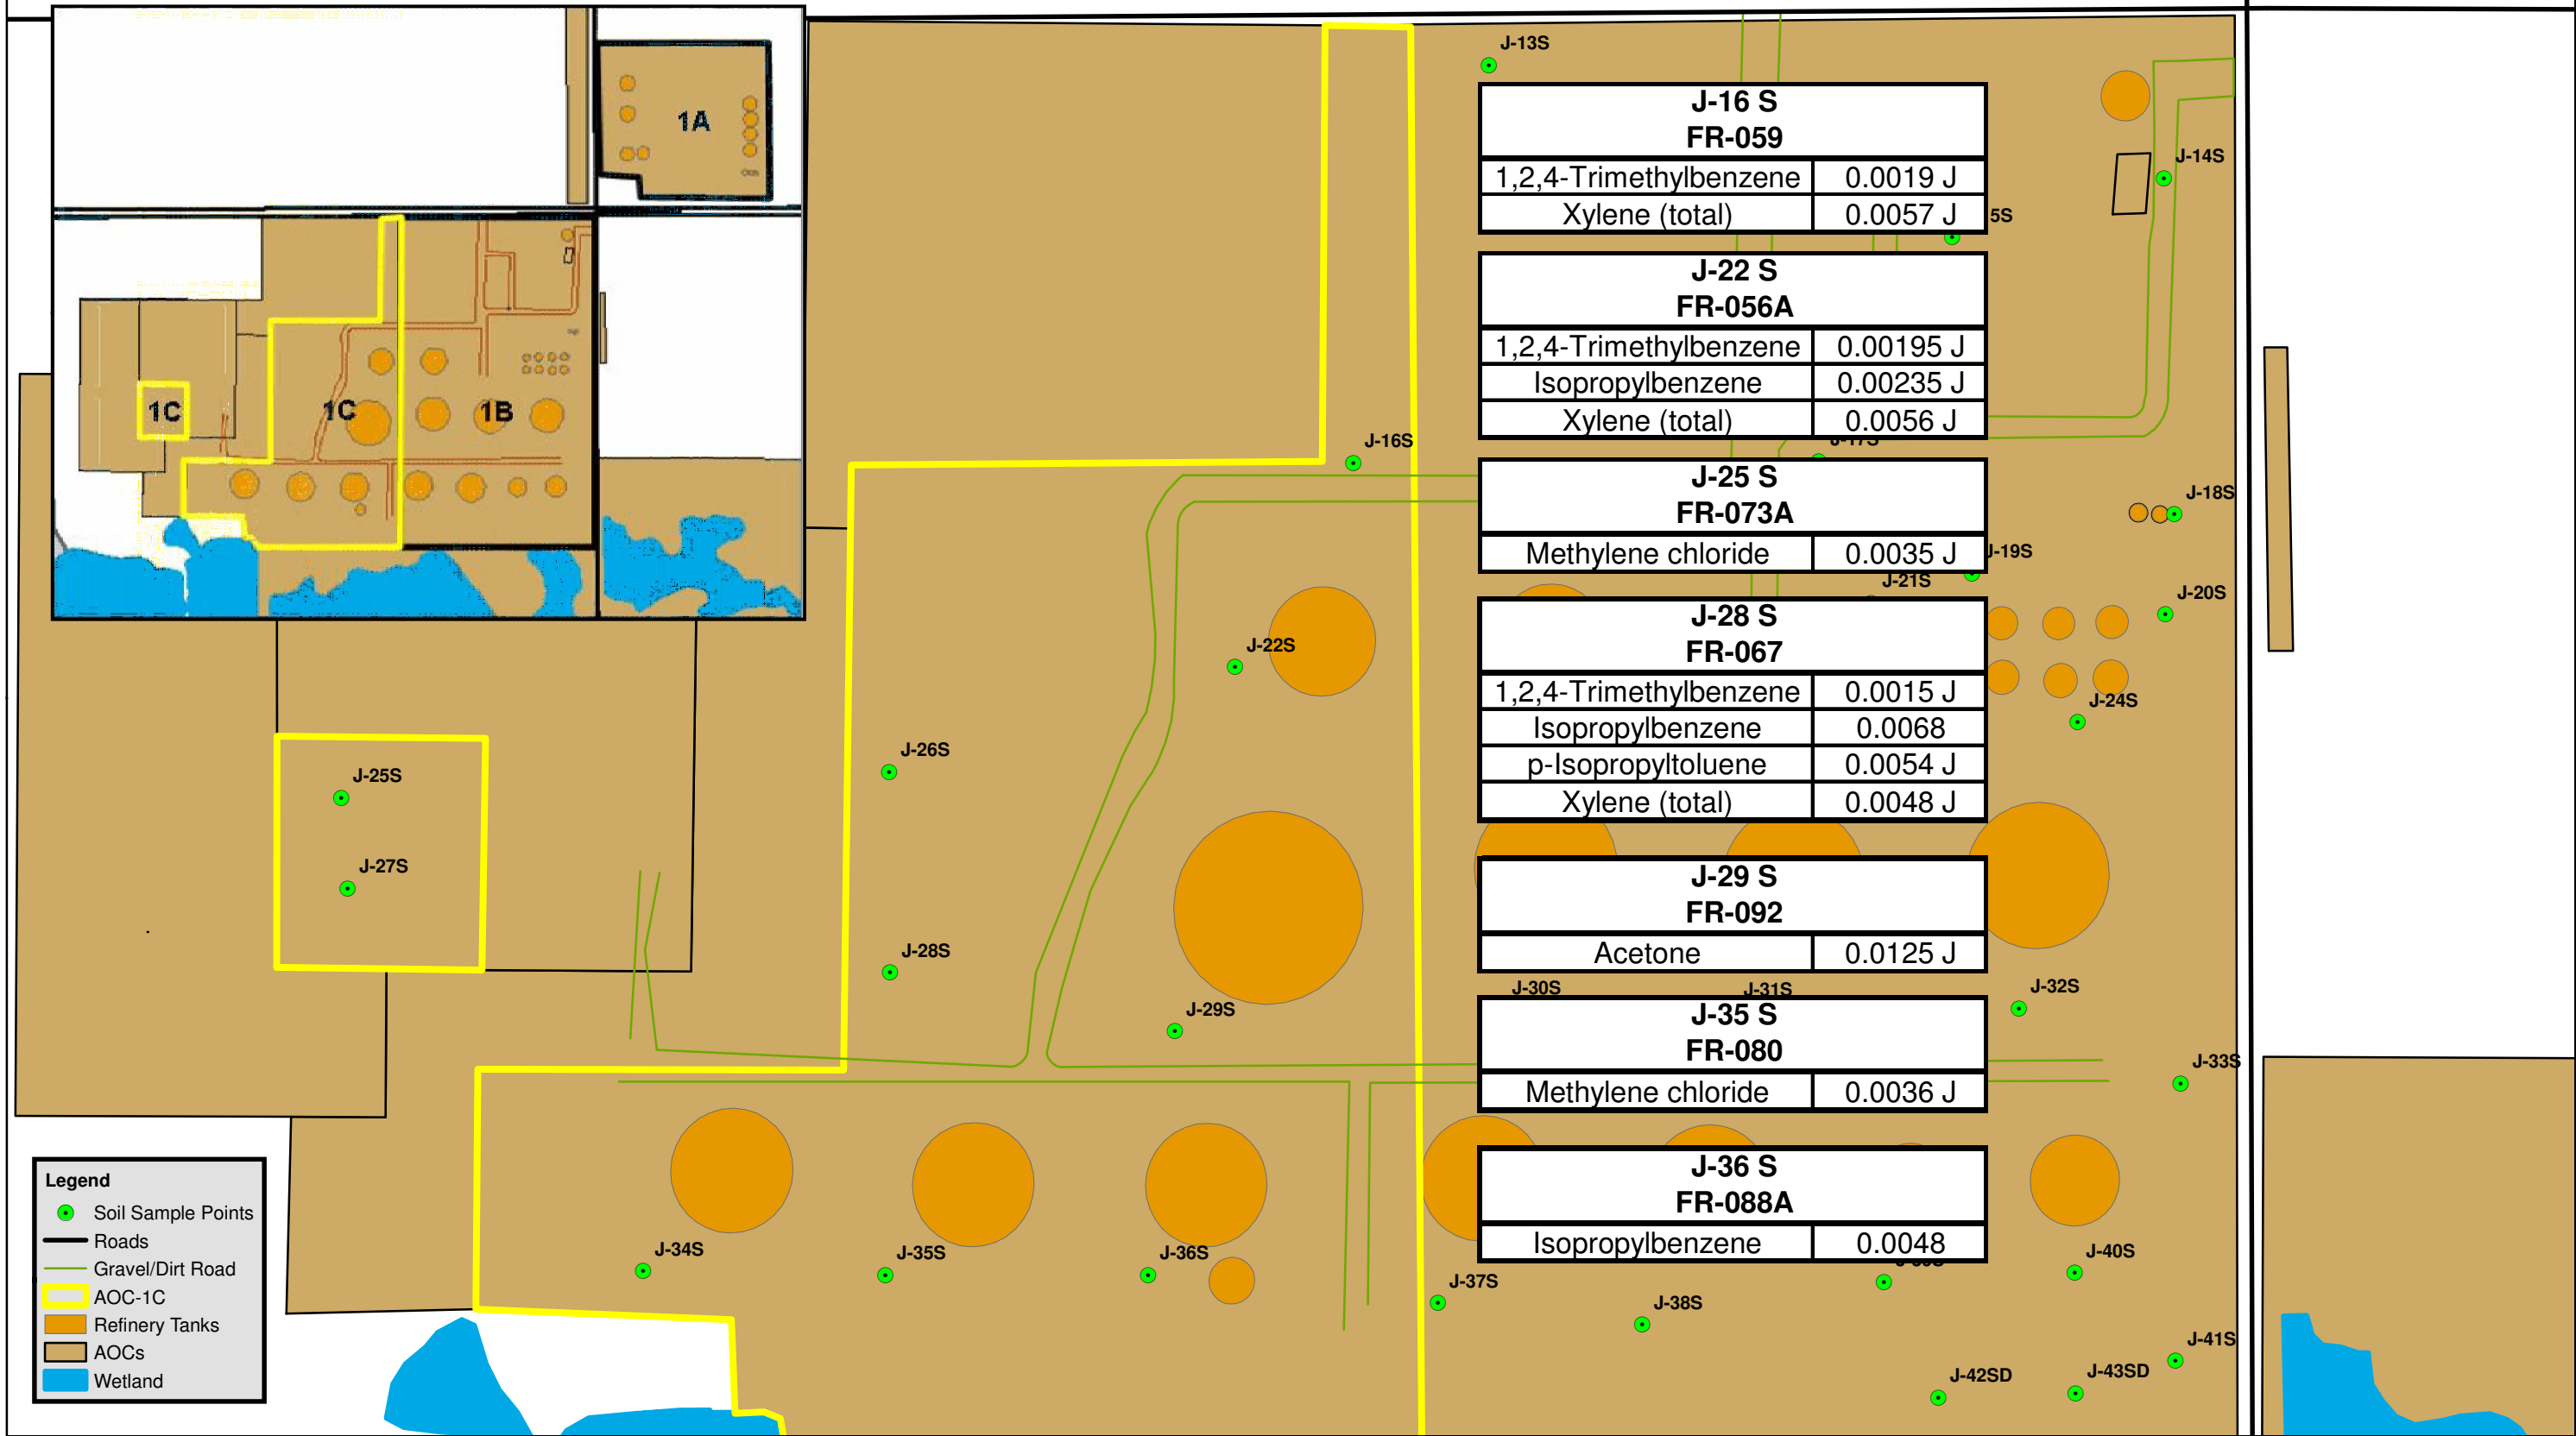 1A
1C
1C
1B
J-13S
J-14S
5S
J-16S
J-17S
J-18S
J-19S
J-21S
J-20S
J-22S
J-24S
J-26S
J-25S
J-27S
J-28S
J-29S
J-30S
J-31S
J-32S
J-33S
J-34S
J-35S
J-36S
J-37S
J-38S
J-40S
J-41S
J-42SD
J-43SD
J-16 S
FR-059
1,2,4-Trimethylbenzene 0.0019 J
Xylene (total) 0.0057 J
J-22 S
FR-056A
1,2,4-Trimethylbenzene 0.00195 J
Isopropylbenzene 0.00235 J
Xylene (total) 0.0056 J
J-25 S
FR-073A
Methylene chloride 0.0035 J
J-28 S
FR-067
1,2,4-Trimethylbenzene 0.0015 J
Isopropylbenzene 0.0068
p-Isopropyltoluene 0.0054 J
Xylene (total) 0.0048 J
J-29 S
FR-092
Acetone 0.0125 J
J-35 S
FR-080
Methylene chloride 0.0036 J
J-36 S
FR-088A
Isopropylbenzene 0.0048
Legend
Soil Sample Points
Roads
Gravel/Dirt Road
AOC-1C
Refinery Tanks
AOCs
Wetland